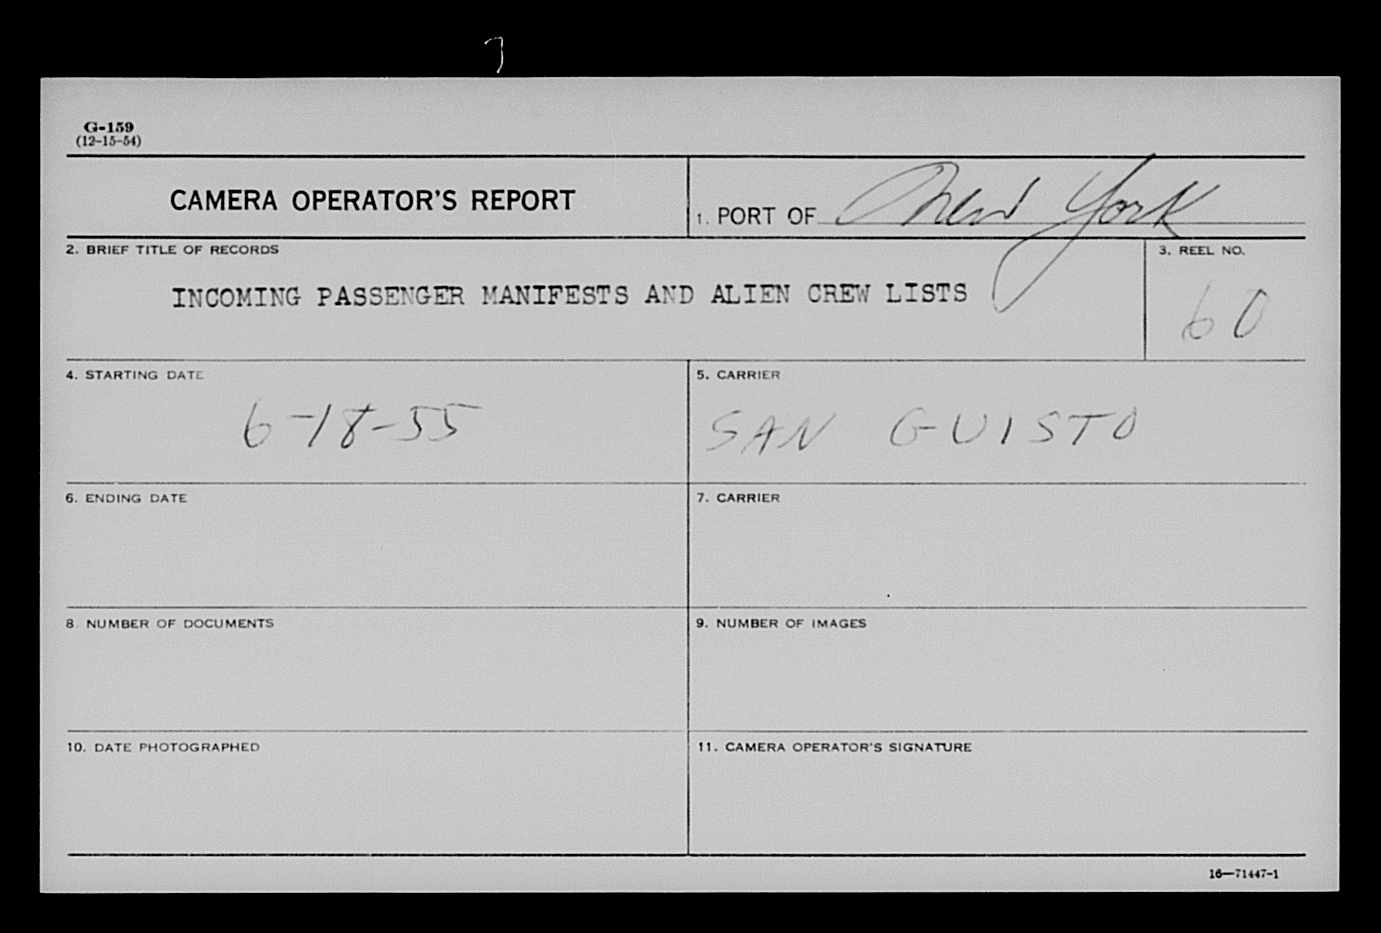 G-159
(12-15-54)
CAMERA OPERATOR'S REPORT
1. PORT OF New York
2. BRIEF TITLE OF RECORDS
INCOMING PASSENGER MANIFESTS AND ALIEN CREW LISTS
3. REEL NO.
60
4. STARTING DATE
6-18-55
5. CARRIER
SAN GUISTO
6. ENDING DATE
7. CARRIER
8. NUMBER OF DOCUMENTS
9. NUMBER OF IMAGES
10. DATE PHOTOGRAPHED
11. CAMERA OPERATOR'S SIGNATURE
16—71447-1